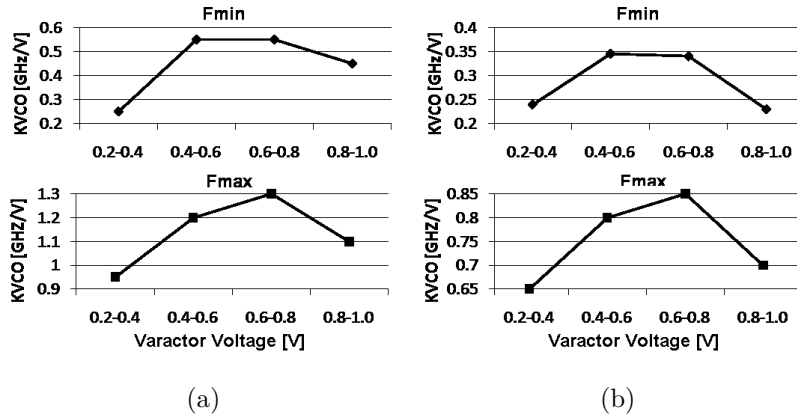 Fmin
KVCO [GHz/V]
0.6
0.5
0.4
0.3
0.2
0.2-0.4 0.4-0.6 0.6-0.8 0.8-1.0
Fmax
KVCO [GHZ/V]
1.3
1.2
1.1
1
0.9
0.2-0.4 0.4-0.6 0.6-0.8 0.8-1.0
Varactor Voltage [V]
(a)
Fmin
KVCO [GHz/V]
0.4
0.35
0.3
0.25
0.2
0.2-0.4 0.4-0.6 0.6-0.8 0.8-1.0
Fmax
KVCO [GHZ/V]
0.85
0.8
0.75
0.7
0.65
0.2-0.4 0.4-0.6 0.6-0.8 0.8-1.0
Varactor Voltage [V]
(b)